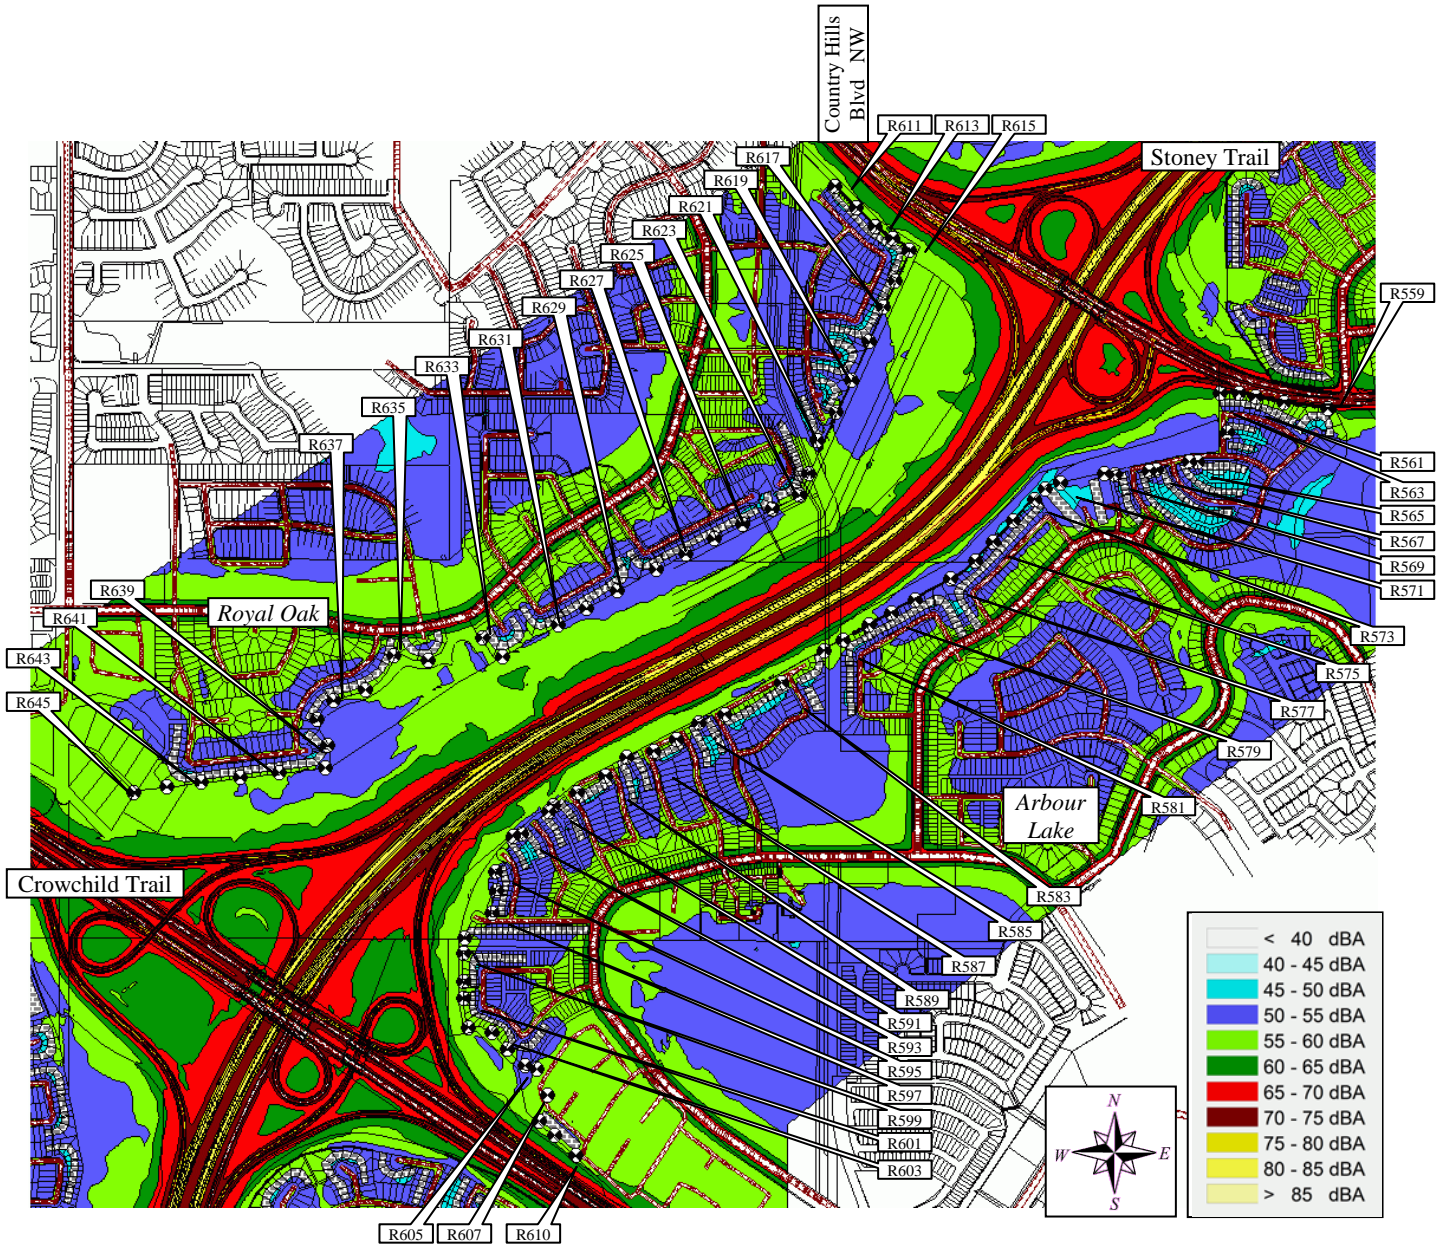 Country Hills
Blvd NW
R611
R613
R615
Stoney Trail
R617
R619
R621
R623
R625
R627
R629
R631
R633
R635
R637
R639
R641
R643
R645
Royal Oak
R559
R561
R563
R565
R567
R569
R571
R573
R575
R577
R579
R581
Arbour
Lake
R583
R585
R587
R589
R591
R593
R595
R597
R599
R601
R603
Crowchild Trail
R605
R607
R610
< 40 dBA
40 - 45 dBA
45 - 50 dBA
50 - 55 dBA
55 - 60 dBA
60 - 65 dBA
65 - 70 dBA
70 - 75 dBA
75 - 80 dBA
80 - 85 dBA
> 85 dBA
N
W
E
S